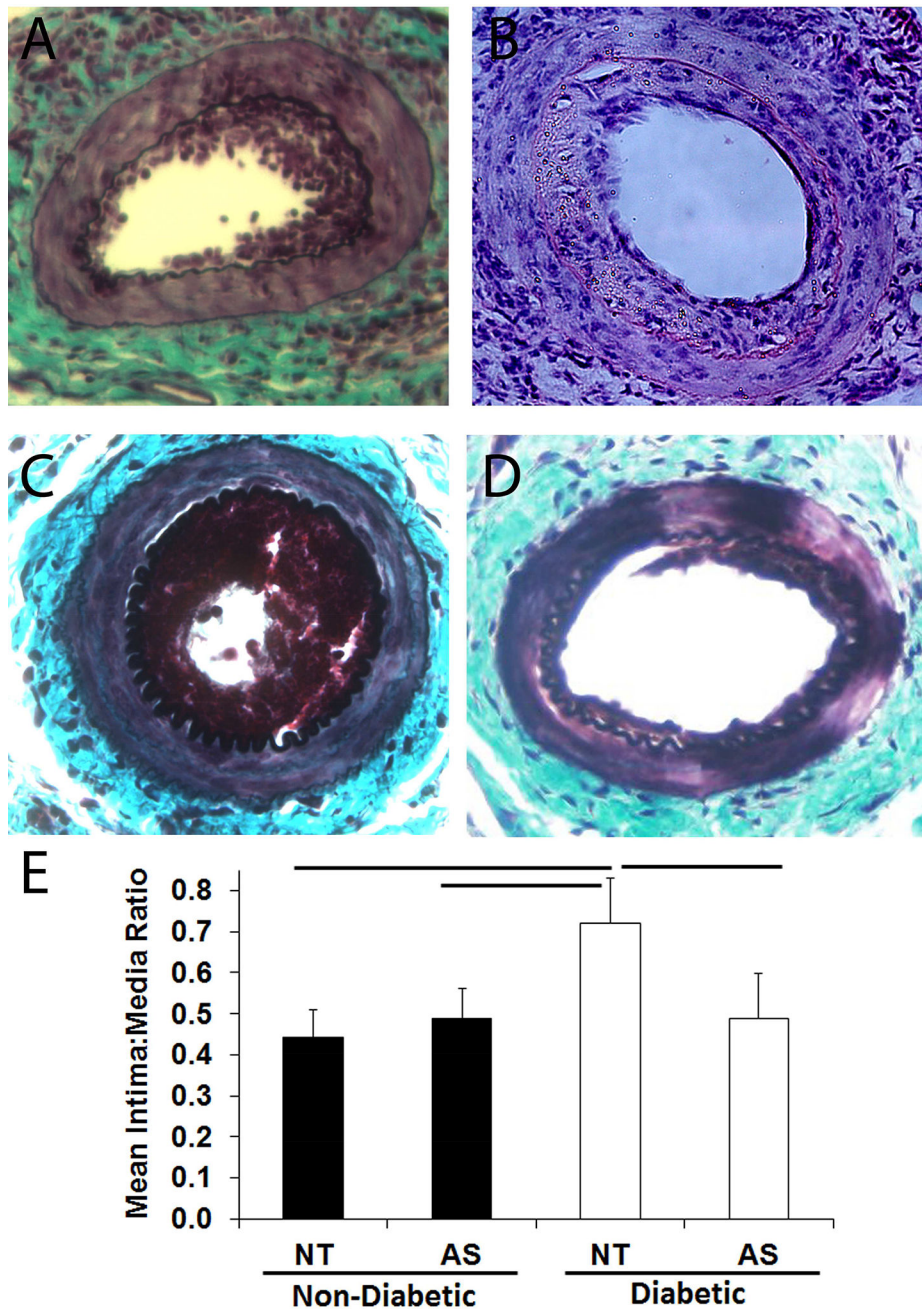 A
B
C
D
E
Mean Intima:Media Ratio
0.8
0.7
0.6
0.5
0.4
0.3
0.2
0.1
0.0
NT AS NT AS
Non-Diabetic Diabetic